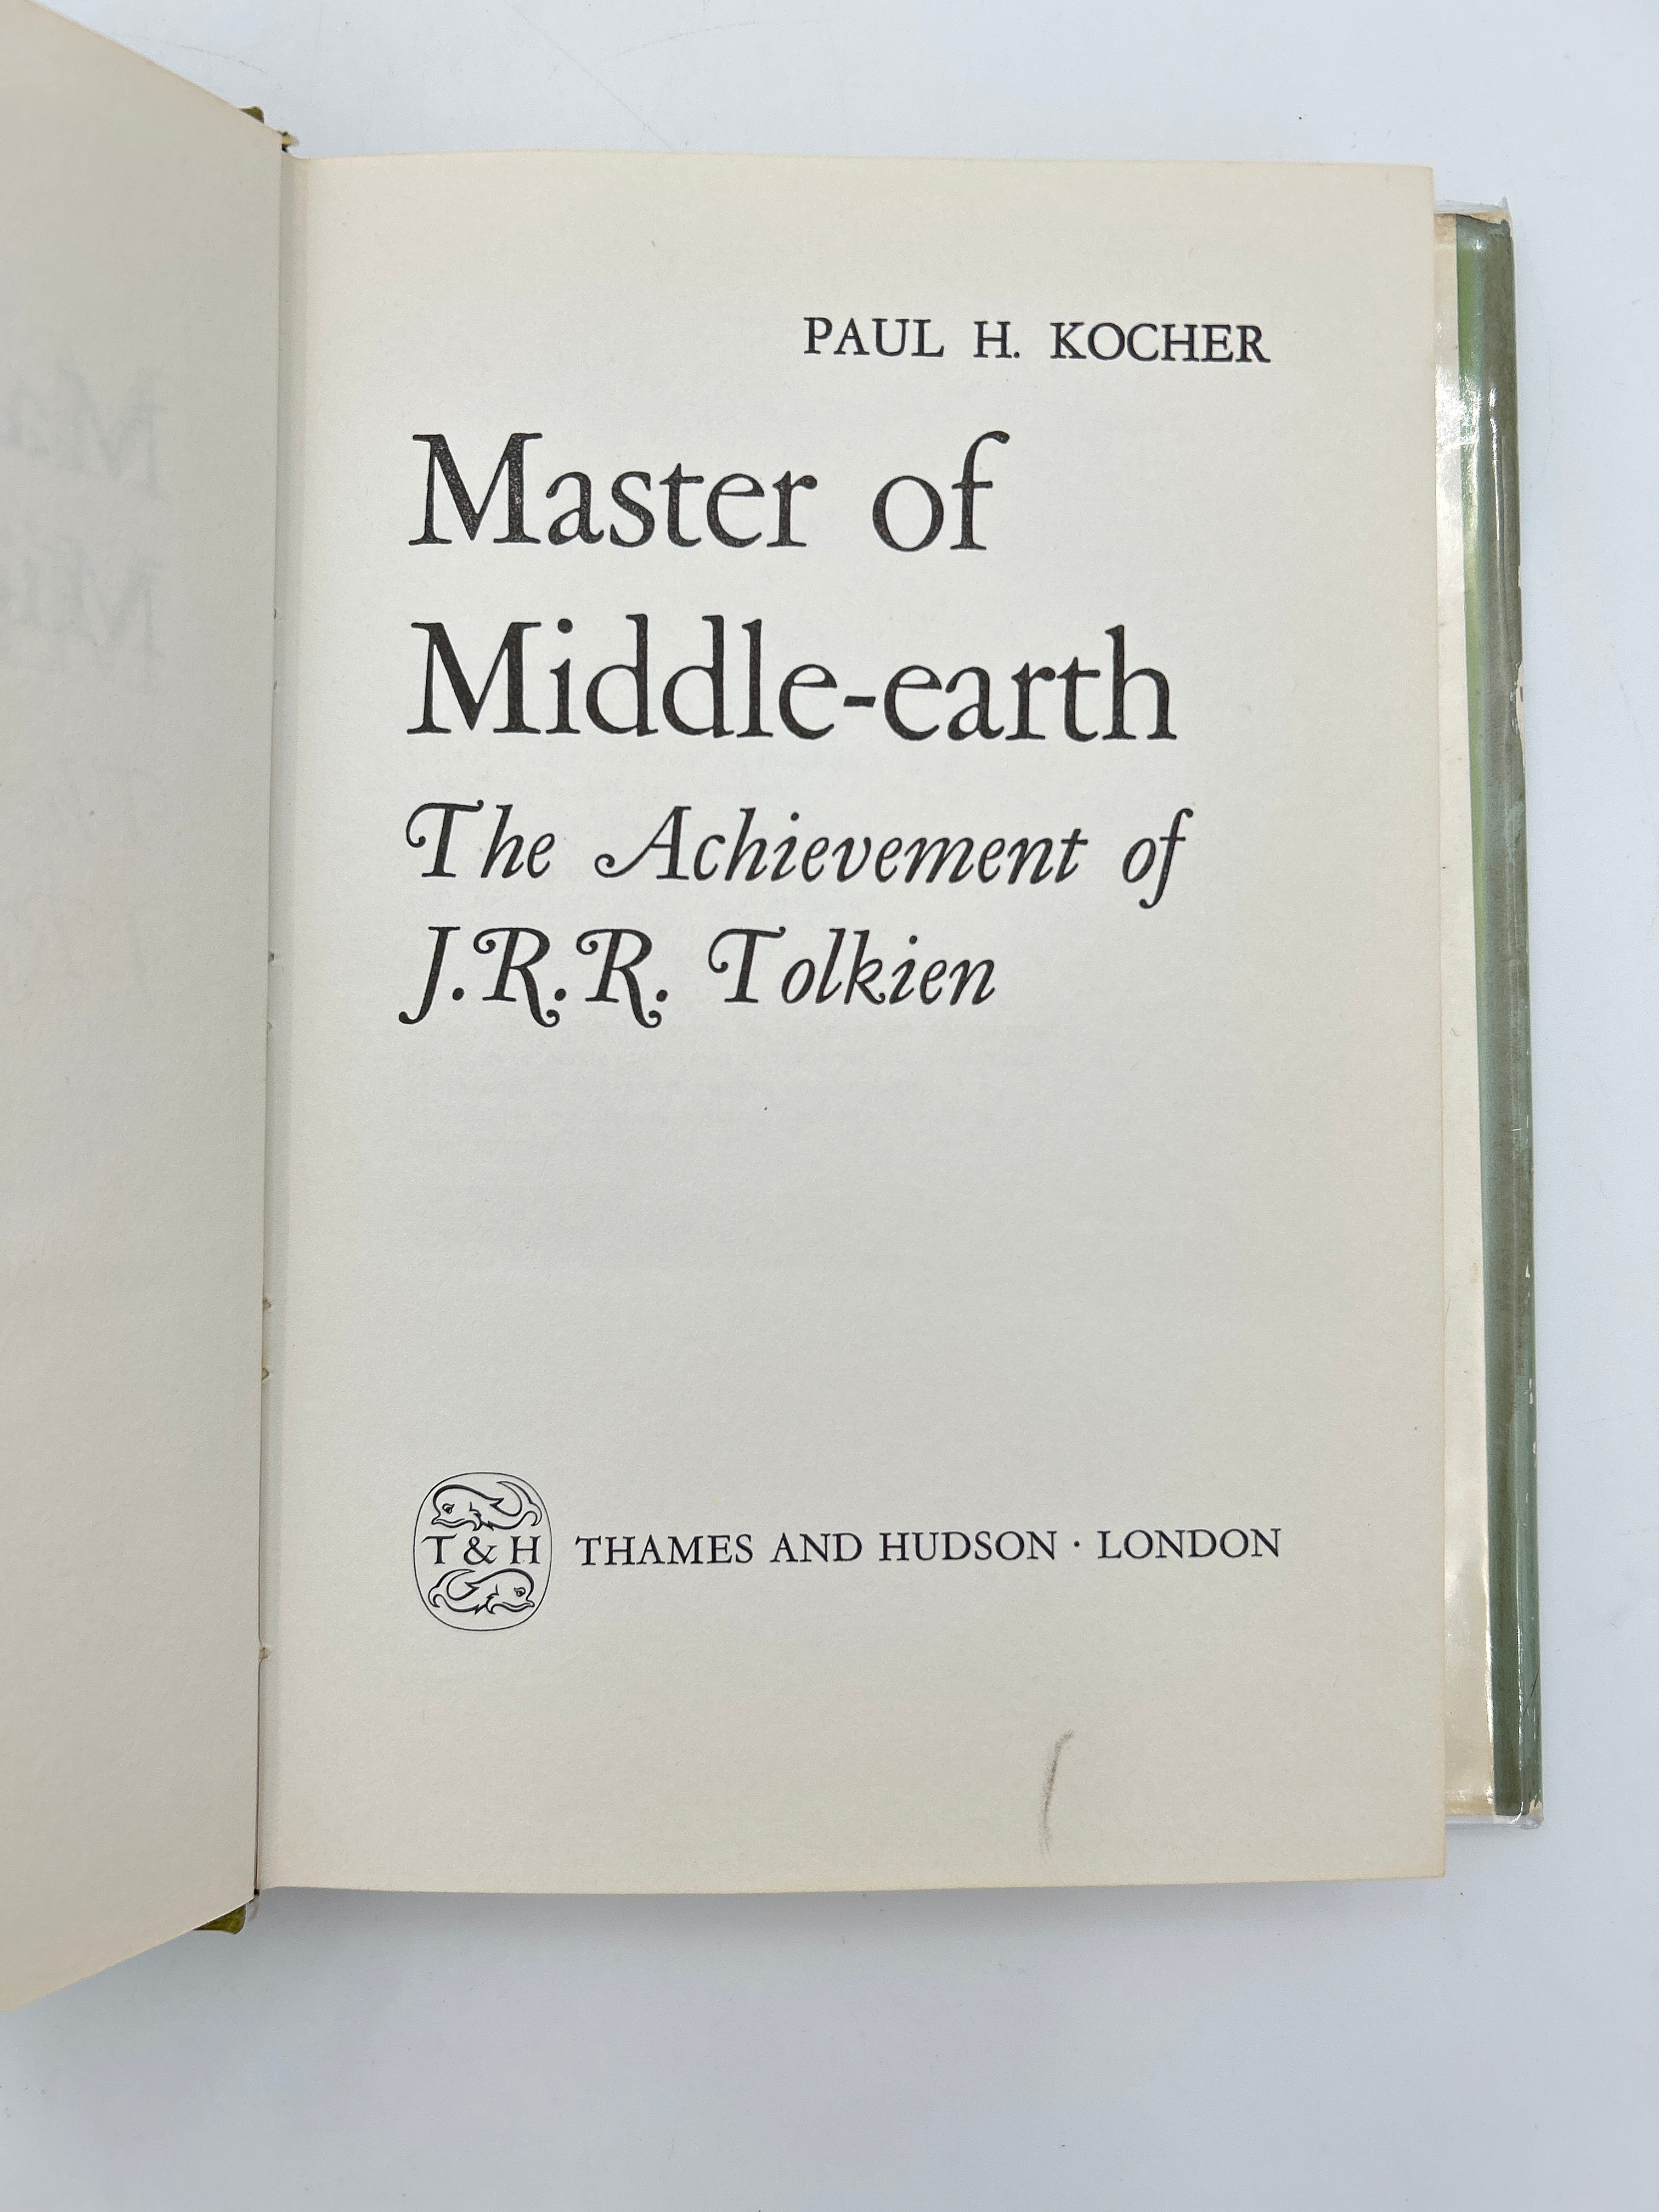 PAUL H. KOCHER
Master of
Middle-earth
The Achievement of
J.R.R. Tolkien
T & H
THAMES AND HUDSON · LONDON